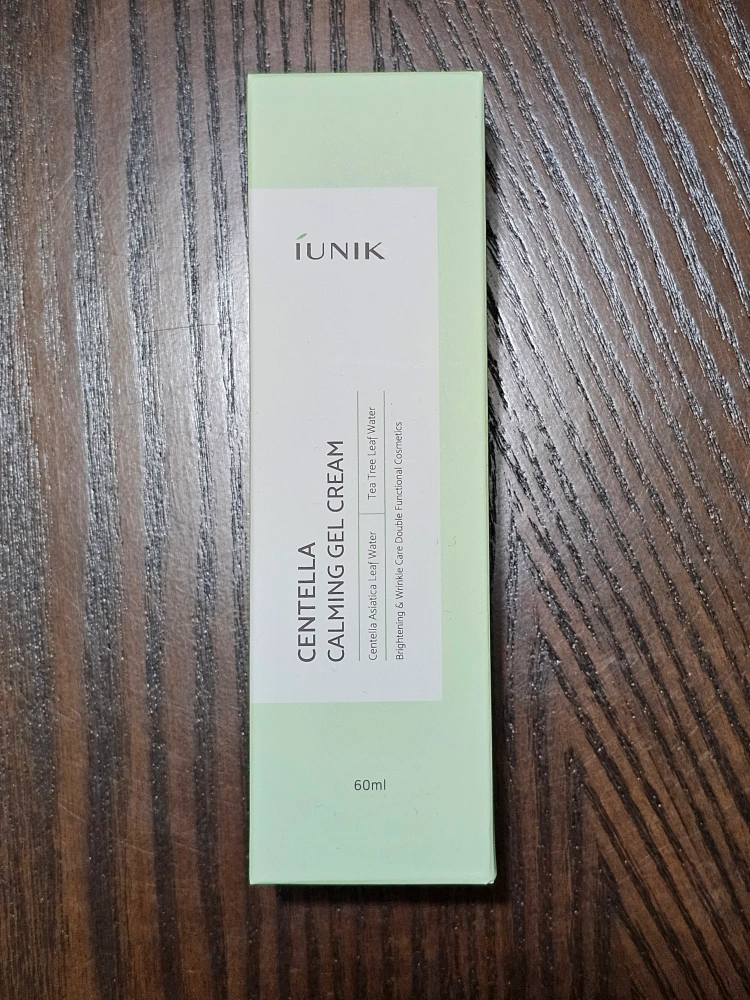 íUNIK
CENTELLA
CALMING GEL CREAM
Centella Asiatica Leaf Water | Tea Tree Leaf Water
Brightening & Wrinkle Care Double Functional Cosmetics
60ml